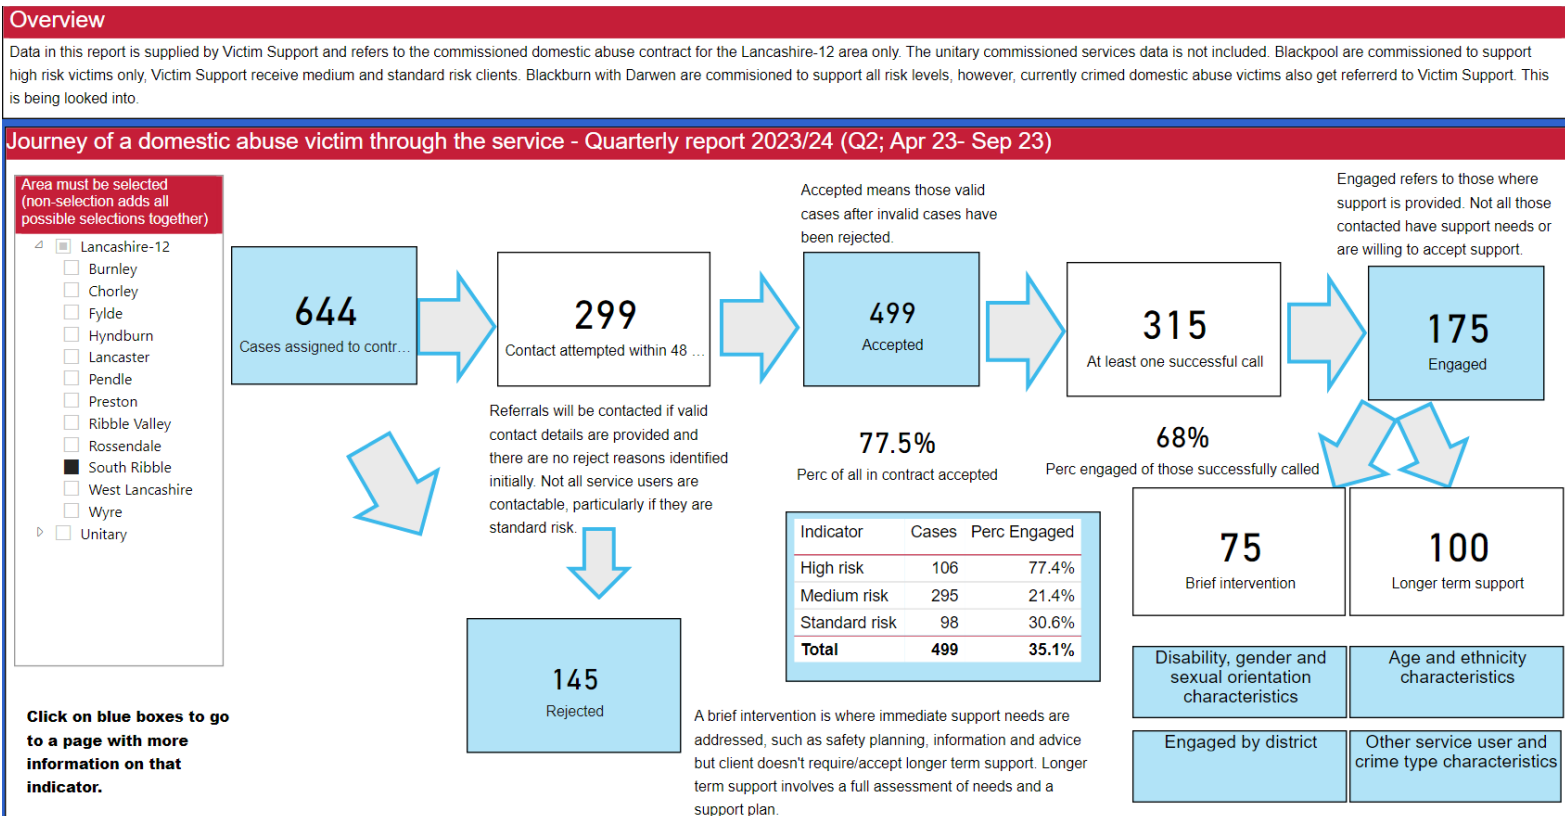 Overview
Data in this report is supplied by Victim Support and refers to the commissioned domestic abuse contract for the Lancashire-12 area only. The unitary commissioned services data is not included. Blackpool are commissioned to support
high risk victims only, Victim Support receive medium and standard risk clients. Blackburn with Darwen are commisioned to support all risk levels, however, currently crimed domestic abuse victims also get referrerd to Victim Support. This
is being looked into.
Journey of a domestic abuse victim through the service - Quarterly report 2023/24 (Q2; Apr 23- Sep 23)
Area must be selected
(non-selection adds all
possible selections together)
Lancashire-12
Burnley
Chorley
Fylde
Hyndburn
Lancaster
Pendle
Preston
Ribble Valley
Rossendale
South Ribble
West Lancashire
Wyre
Unitary
Click on blue boxes to go
to a page with more
information on that
indicator.
644
Cases assigned to contr...
299
Contact attempted within 48 ...
Referrals will be contacted if valid
contact details are provided and
there are no reject reasons identified
initially. Not all service users are
contactable, particularly if they are
standard risk.
145
Rejected
Accepted means those valid
cases after invalid cases have
been rejected.
499
Accepted
77.5%
Perc of all in contract accepted
315
At least one successful call
68%
Perc engaged of those successfully called
Engaged refers to those where
support is provided. Not all those
contacted have support needs or
are willing to accept support.
175
Engaged
Indicator Cases Perc Engaged
High risk 106 77.4%
Medium risk 295 21.4%
Standard risk 98 30.6%
Total 499 35.1%
75
Brief intervention
100
Longer term support
A brief intervention is where immediate support needs are
addressed, such as safety planning, information and advice
but client doesn't require/accept longer term support. Longer
term support involves a full assessment of needs and a
support plan.
Disability, gender and
sexual orientation
characteristics
Age and ethnicity
characteristics
Engaged by district
Other service user and
crime type characteristics